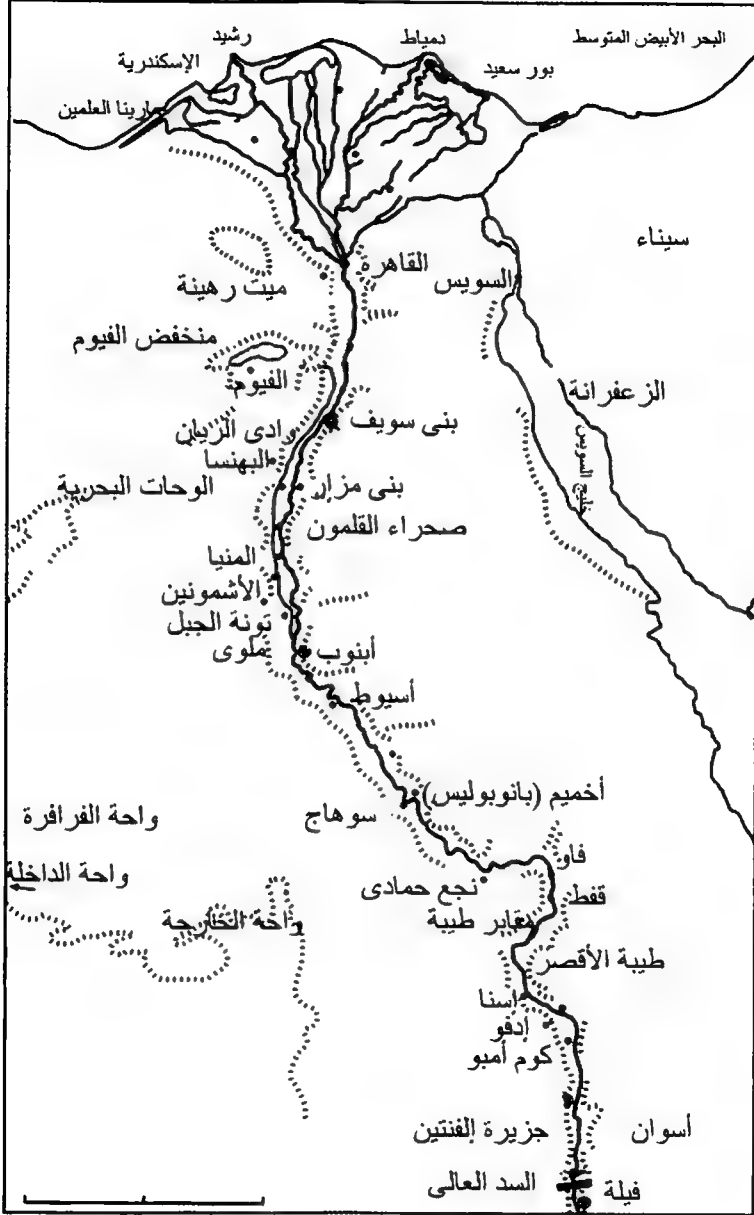 البحر الأبيض المتوسط
دمياط
رشيد
بور سعيد
الإسكندرية
مارينا العلمين
سيناء
القاهرة
السويس
ميت رهينة
منخفض الفيوم
الفيوم
الزعفرانة
وادى الريان
بنى سويف
البهنسا
خليج السويس
الوحات البحرية
بنى مزار
صحراء القلمون
المنيا
الأشمونين
تونة الجبل
ملوى
أبنوب
أسيوط
أخميم (بانوبوليس)
سوهاج
واحة الفرافرة
فاو
واحة الداخلة
نجع حمادى
قفط
واحة الخارجة
مقابر طيبة
طيبة الأقصر
اسنا
إدفو
كوم أمبو
أسوان
جزيرة إلفنتين
السد العالى
فيلة